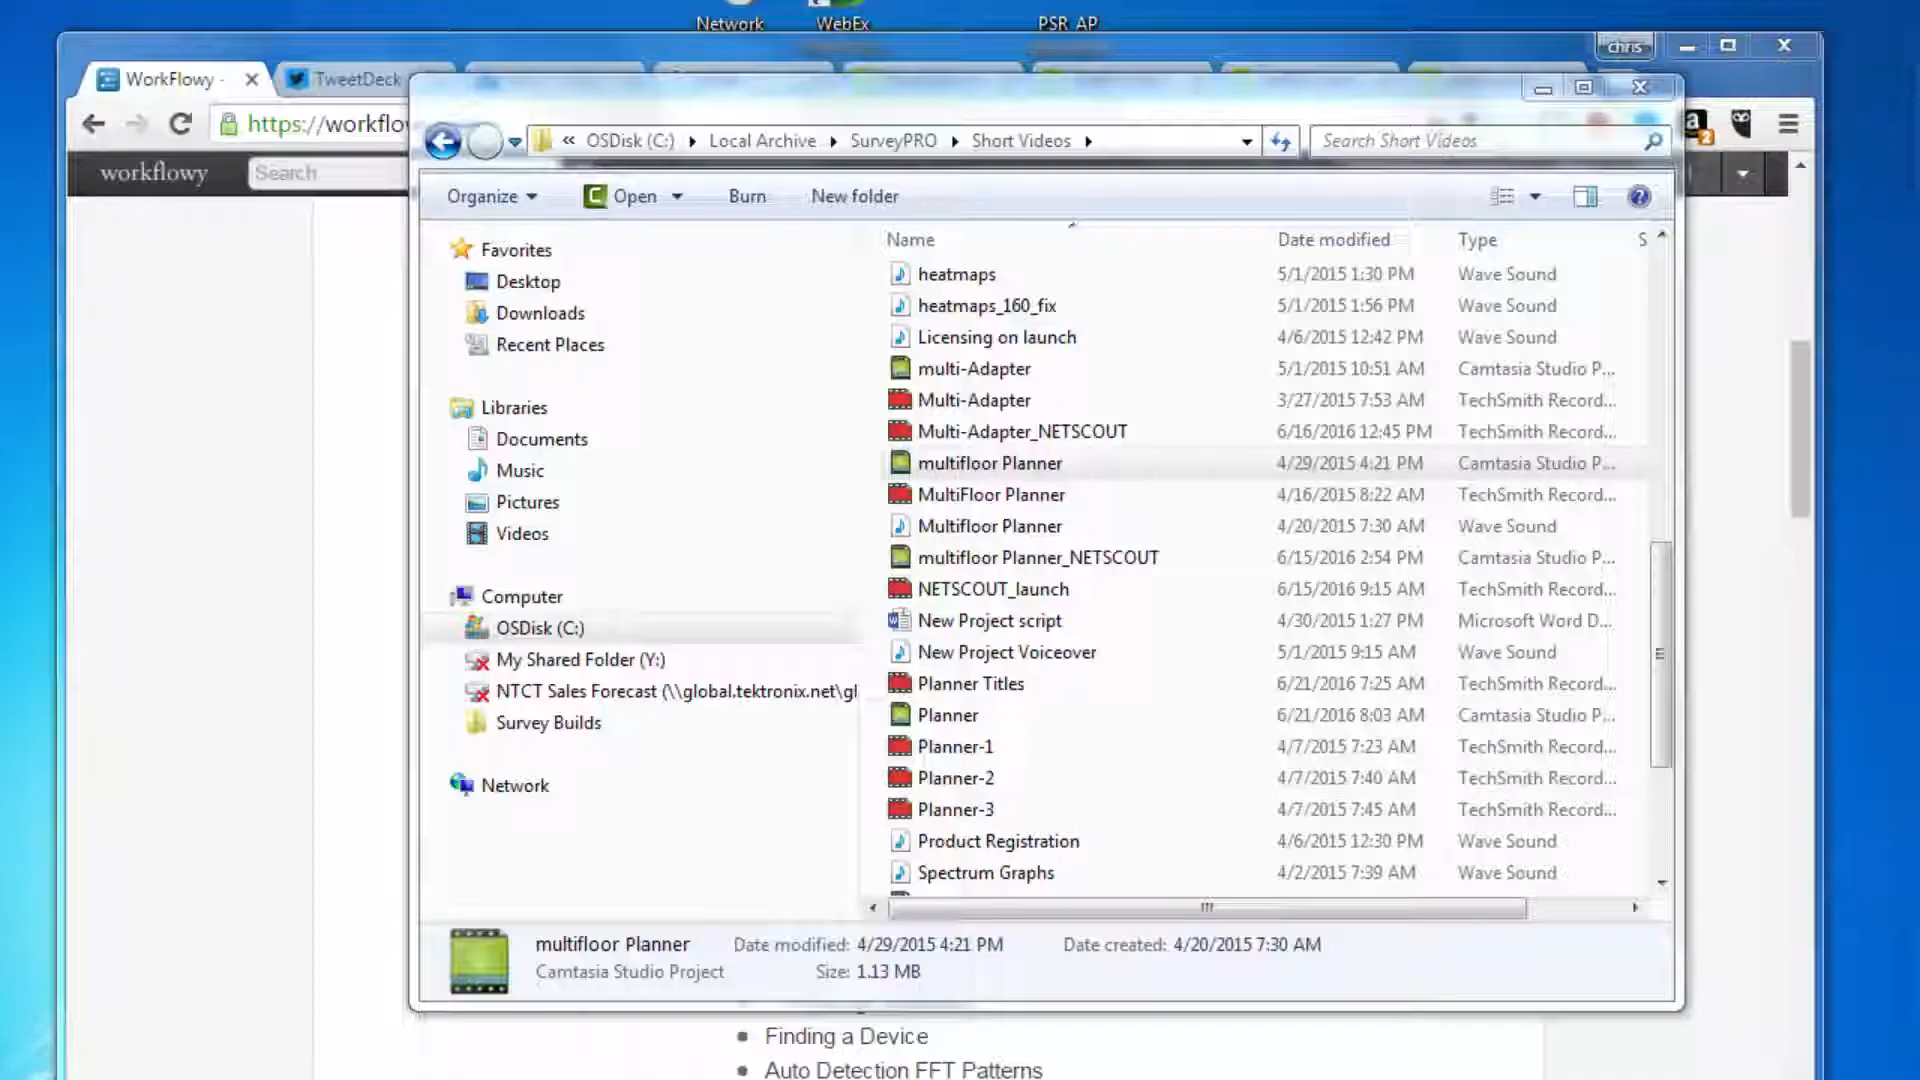 Network WebEx PSR AP
chris
WorkFlowy - TweetDeck
https://workflo
« OSDisk (C:) Local Archive SurveyPRO Short Videos Search Short Videos
workflowy Search
Organize Open Burn New folder
Name Date modified Type S
Favorites
Desktop
Downloads
Recent Places
Libraries
Documents
Music
Pictures
Videos
Computer
OSDisk (C:)
My Shared Folder (Y:)
NTCT Sales Forecast (\\global.tektronix.net\gl
Survey Builds
Network
heatmaps 5/1/2015 1:30 PM Wave Sound
heatmaps_160_fix 5/1/2015 1:56 PM Wave Sound
Licensing on launch 4/6/2015 12:42 PM Wave Sound
multi-Adapter 5/1/2015 10:51 AM Camtasia Studio P...
Multi-Adapter 3/27/2015 7:53 AM TechSmith Record...
Multi-Adapter_NETSCOUT 6/16/2016 12:45 PM TechSmith Record...
multifloor Planner 4/29/2015 4:21 PM Camtasia Studio P...
MultiFloor Planner 4/16/2015 8:22 AM TechSmith Record...
Multifloor Planner 4/20/2015 7:30 AM Wave Sound
multifloor Planner_NETSCOUT 6/15/2016 2:54 PM Camtasia Studio P...
NETSCOUT_launch 6/15/2016 9:15 AM TechSmith Record...
New Project script 4/30/2015 1:27 PM Microsoft Word D...
New Project Voiceover 5/1/2015 9:15 AM Wave Sound
Planner Titles 6/21/2016 7:25 AM TechSmith Record...
Planner 6/21/2016 8:03 AM Camtasia Studio P...
Planner-1 4/7/2015 7:23 AM TechSmith Record...
Planner-2 4/7/2015 7:40 AM TechSmith Record...
Planner-3 4/7/2015 7:45 AM TechSmith Record...
Product Registration 4/6/2015 12:30 PM Wave Sound
Spectrum Graphs 4/2/2015 7:39 AM Wave Sound
multifloor Planner Date modified: 4/29/2015 4:21 PM Date created: 4/20/2015 7:30 AM
Camtasia Studio Project Size: 1.13 MB
Finding a Device
Auto Detection FFT Patterns